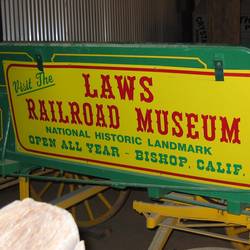 Visit The
LAWS
RAILROAD MUSEUM
NATIONAL HISTORIC LANDMARK
OPEN ALL YEAR - BISHOP, CALIF.